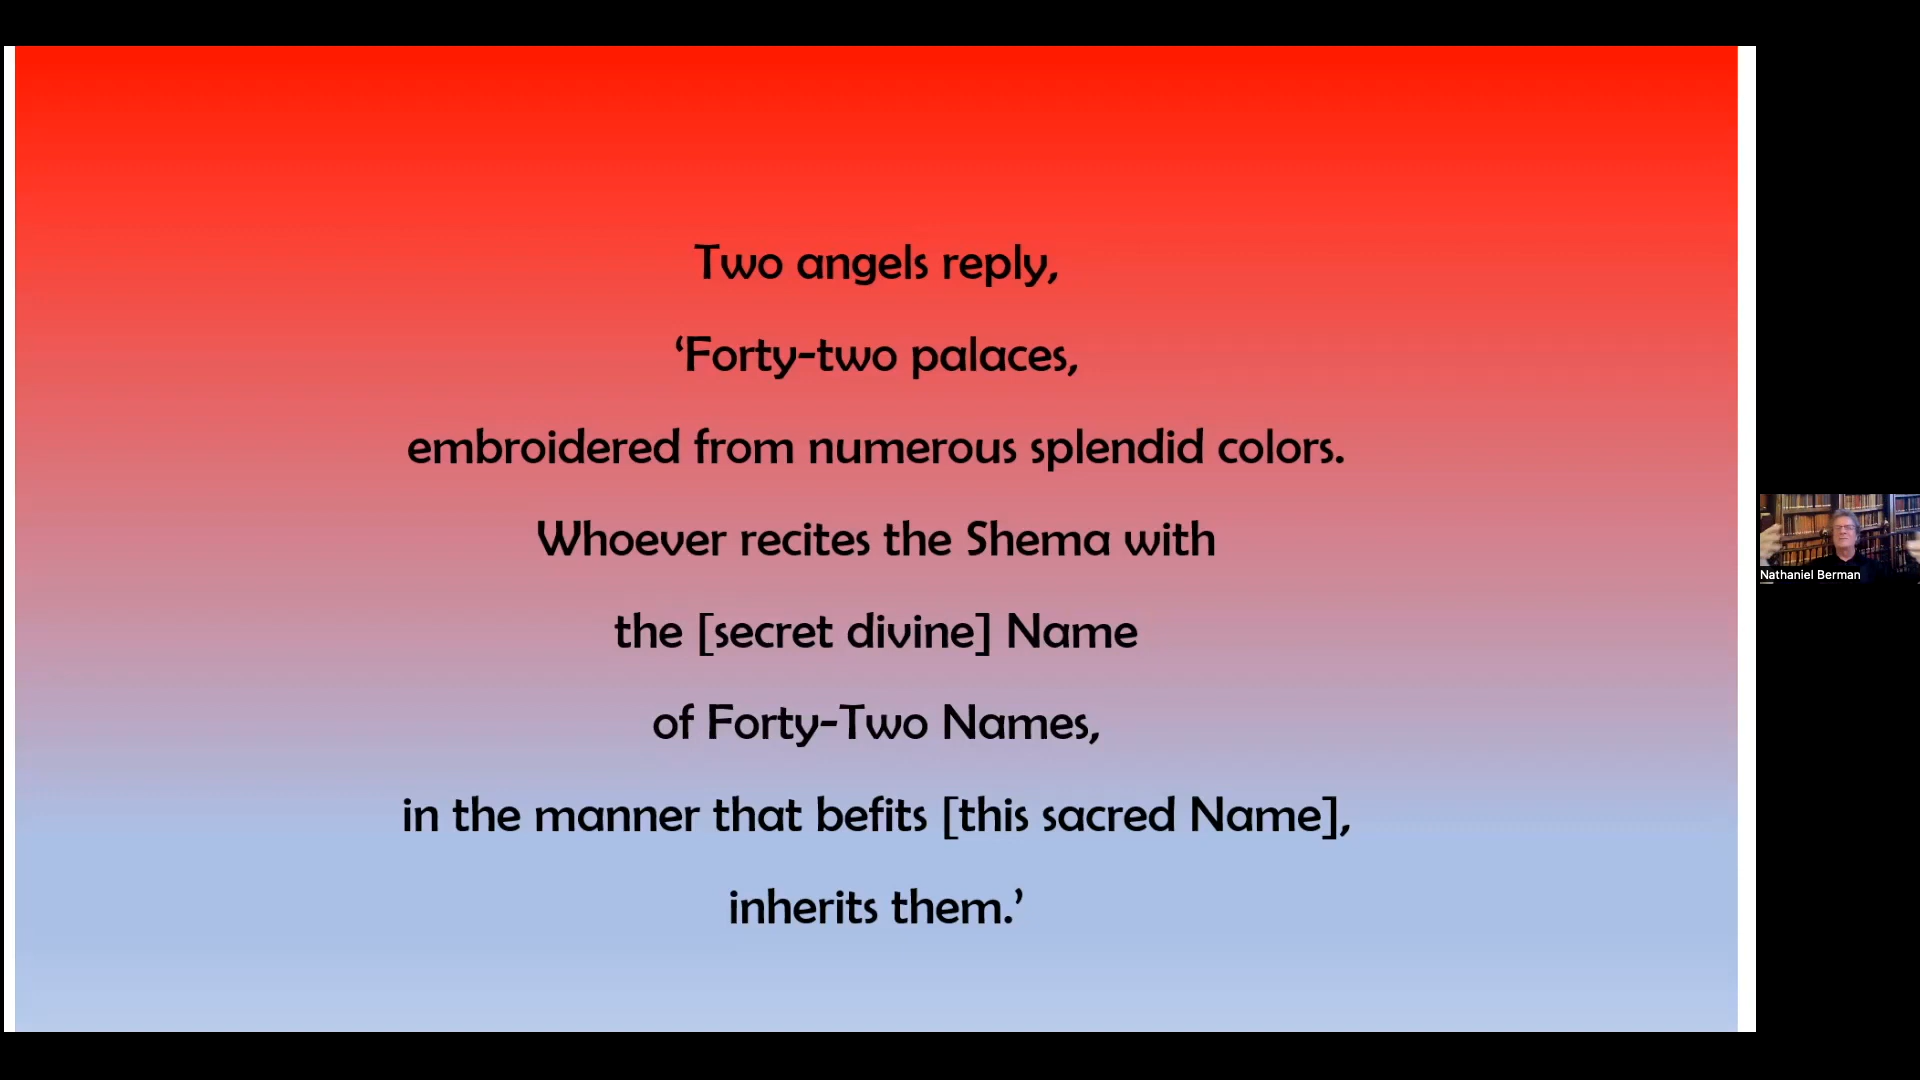 Two angels reply,
‘Forty-two palaces,
embroidered from numerous splendid colors.
Whoever recites the Shema with
the [secret divine] Name
of Forty-Two Names,
in the manner that befits [this sacred Name],
inherits them.’
Nathaniel Berman